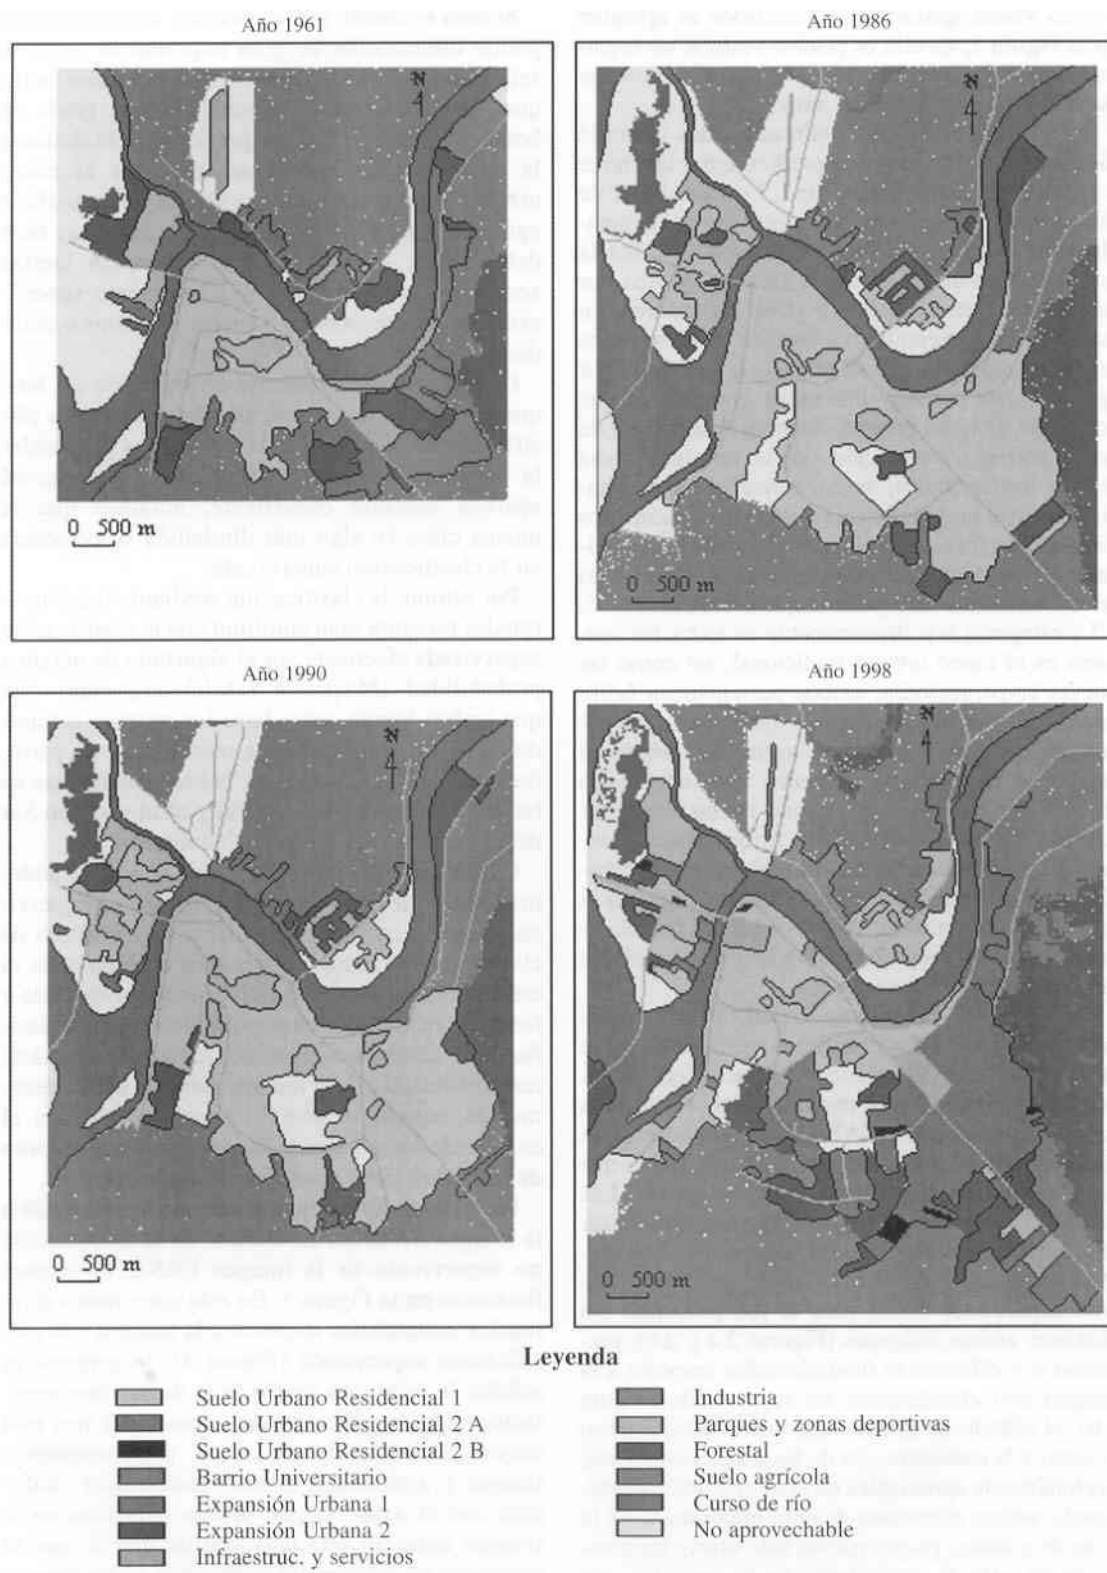 Año 1961
Año 1986
N
N
0 500 m
0 500 m
Año 1990
Año 1998
N
N
0 500 m
0 500 m
Leyenda
Suelo Urbano Residencial 1
Suelo Urbano Residencial 2 A
Suelo Urbano Residencial 2 B
Barrio Universitario
Expansión Urbana 1
Expansión Urbana 2
Infraestruc. y servicios
Industria
Parques y zonas deportivas
Forestal
Suelo agrícola
Curso de río
No aprovechable